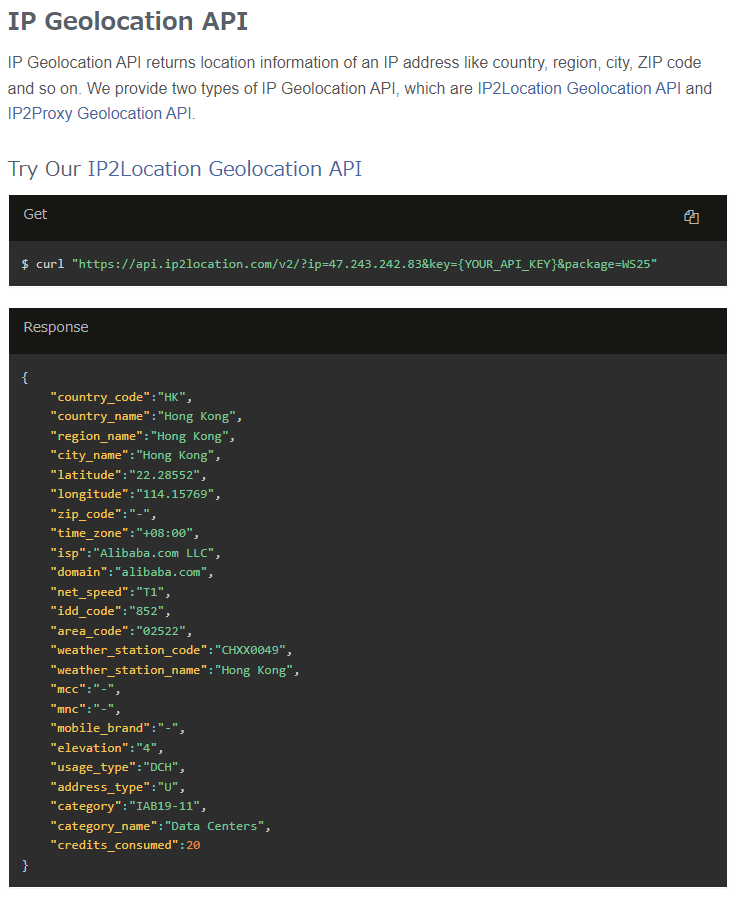 IP Geolocation API
IP Geolocation API returns location information of an IP address like country, region, city, ZIP code
and so on. We provide two types of IP Geolocation API, which are IP2Location Geolocation API and
IP2Proxy Geolocation API.
Try Our IP2Location Geolocation API
Get
$ curl "https://api.ip2location.com/v2/?ip=47.243.242.83&key={YOUR_API_KEY}&package=WS25"
Response
{
    "country_code":"HK",
    "country_name":"Hong Kong",
    "region_name":"Hong Kong",
    "city_name":"Hong Kong",
    "latitude":"22.28552",
    "longitude":"114.15769",
    "zip_code":"-",
    "time_zone":"+08:00",
    "isp":"Alibaba.com LLC",
    "domain":"alibaba.com",
    "net_speed":"T1",
    "idd_code":"852",
    "area_code":"02522",
    "weather_station_code":"CHXX0049",
    "weather_station_name":"Hong Kong",
    "mcc":"-",
    "mnc":"-",
    "mobile_brand":"-",
    "elevation":"4",
    "usage_type":"DCH",
    "address_type":"U",
    "category":"IAB19-11",
    "category_name":"Data Centers",
    "credits_consumed":20
}